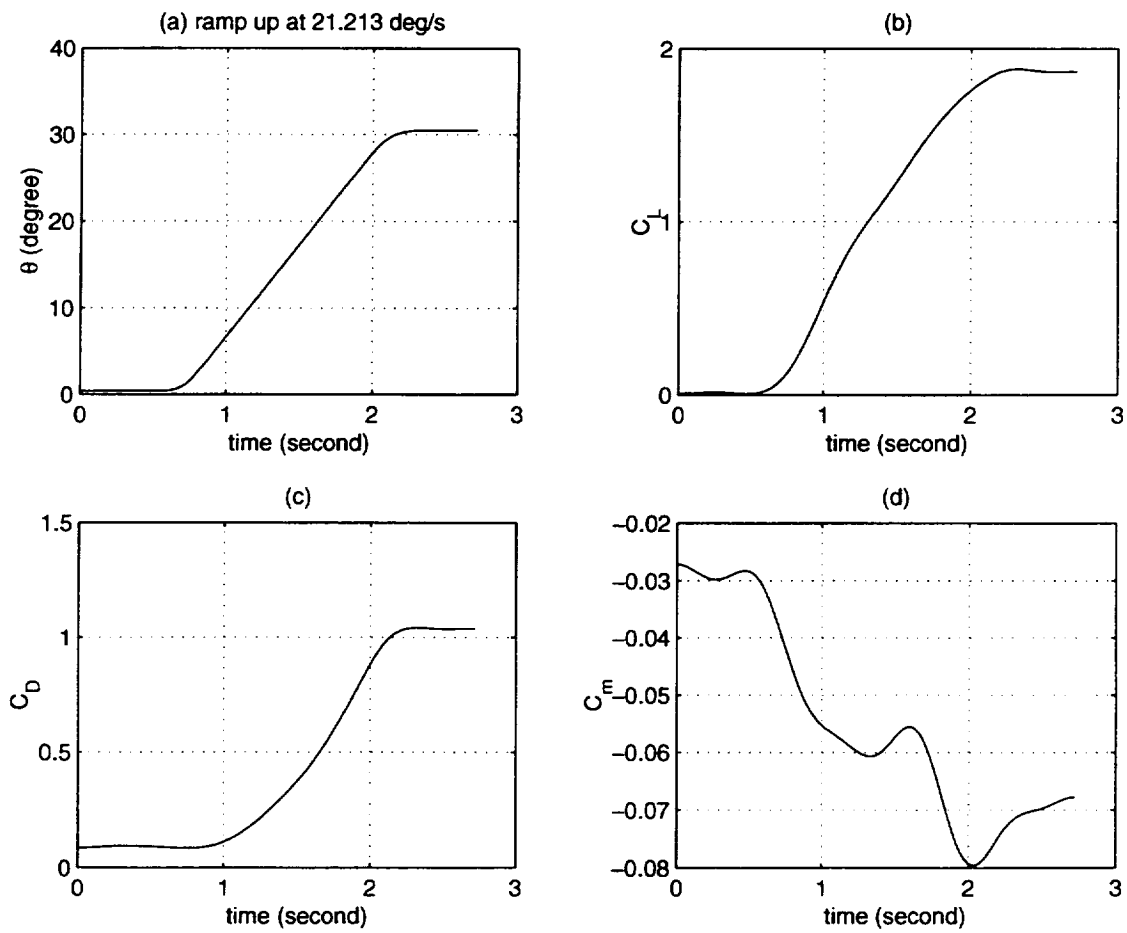 (a) ramp up at 21.213 deg/s
40
30
20
10
0
θ (degree)
0 1 2 3
time (second)
(b)
2
1
0
C_L
0 1 2 3
time (second)
(c)
1.5
1
0.5
0
C_D
0 1 2 3
time (second)
(d)
−0.02
−0.03
−0.04
−0.05
−0.06
−0.07
−0.08
C_m
0 1 2 3
time (second)